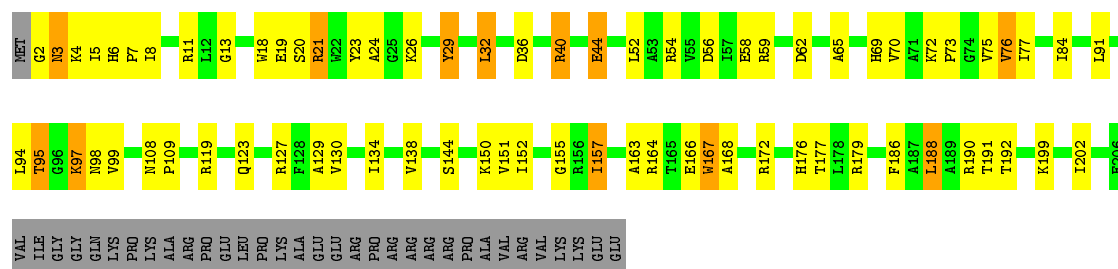 MET G2 N3 K4 I5 H6 P7 I8 R11 L12 G13 W18 E19 S20 R21 W22 Y23 A24 G25 K26 Y29 L32 D36 R40 E44 L52 A53 R54 V55 D56 I57 E58 R59 D62 A65 H69 V70 A71 K72 P73 G74 V75 V76 I77 I84 L91
L94 T95 G96 K97 N98 V99 N108 P109 R119 Q123 R127 F128 A129 V130 I134 V138 S144 K150 V151 I152 G155 R156 I157 A163 R164 T165 E166 W167 A168 R172 H176 T177 L178 R179 F186 A187 L188 A189 R190 T191 T192 K199 I202
VAL ILE GLY GLY GLN LYS PRO LYS ALA ARG PRO GLU LEU PRO LYS ALA GLU GLU ARG PRO ARG ARG ARG ARG PRO ALA VAL ARG VAL LYS LYS GLU GLU